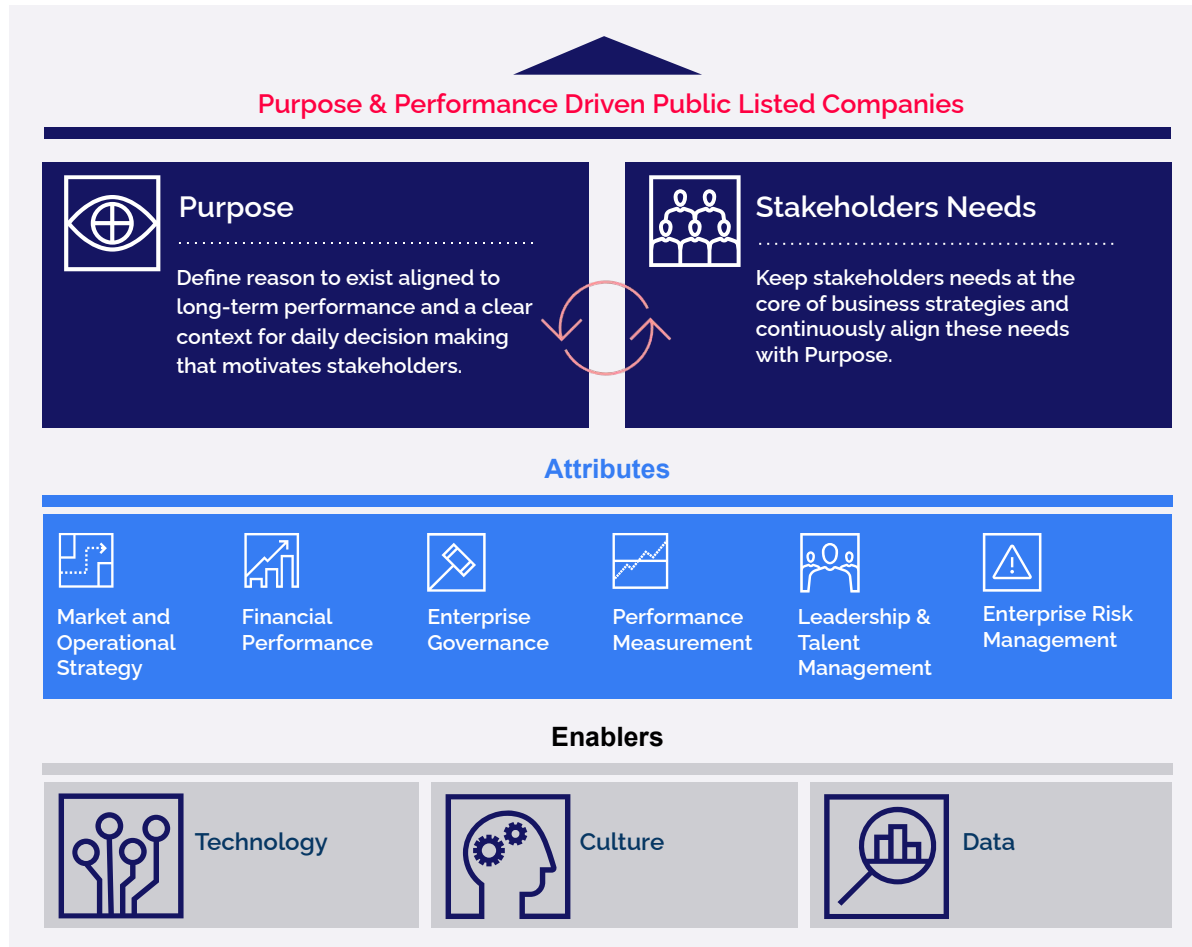 Purpose & Performance Driven Public Listed Companies
Purpose
Define reason to exist aligned to
long-term performance and a clear
context for daily decision making
that motivates stakeholders.
Stakeholders Needs
Keep stakeholders needs at the
core of business strategies and
continuously align these needs
with Purpose.
Attributes
Market and
Operational
Strategy
Financial
Performance
Enterprise
Governance
Performance
Measurement
Leadership &
Talent
Management
Enterprise Risk
Management
Enablers
Technology
Culture
Data